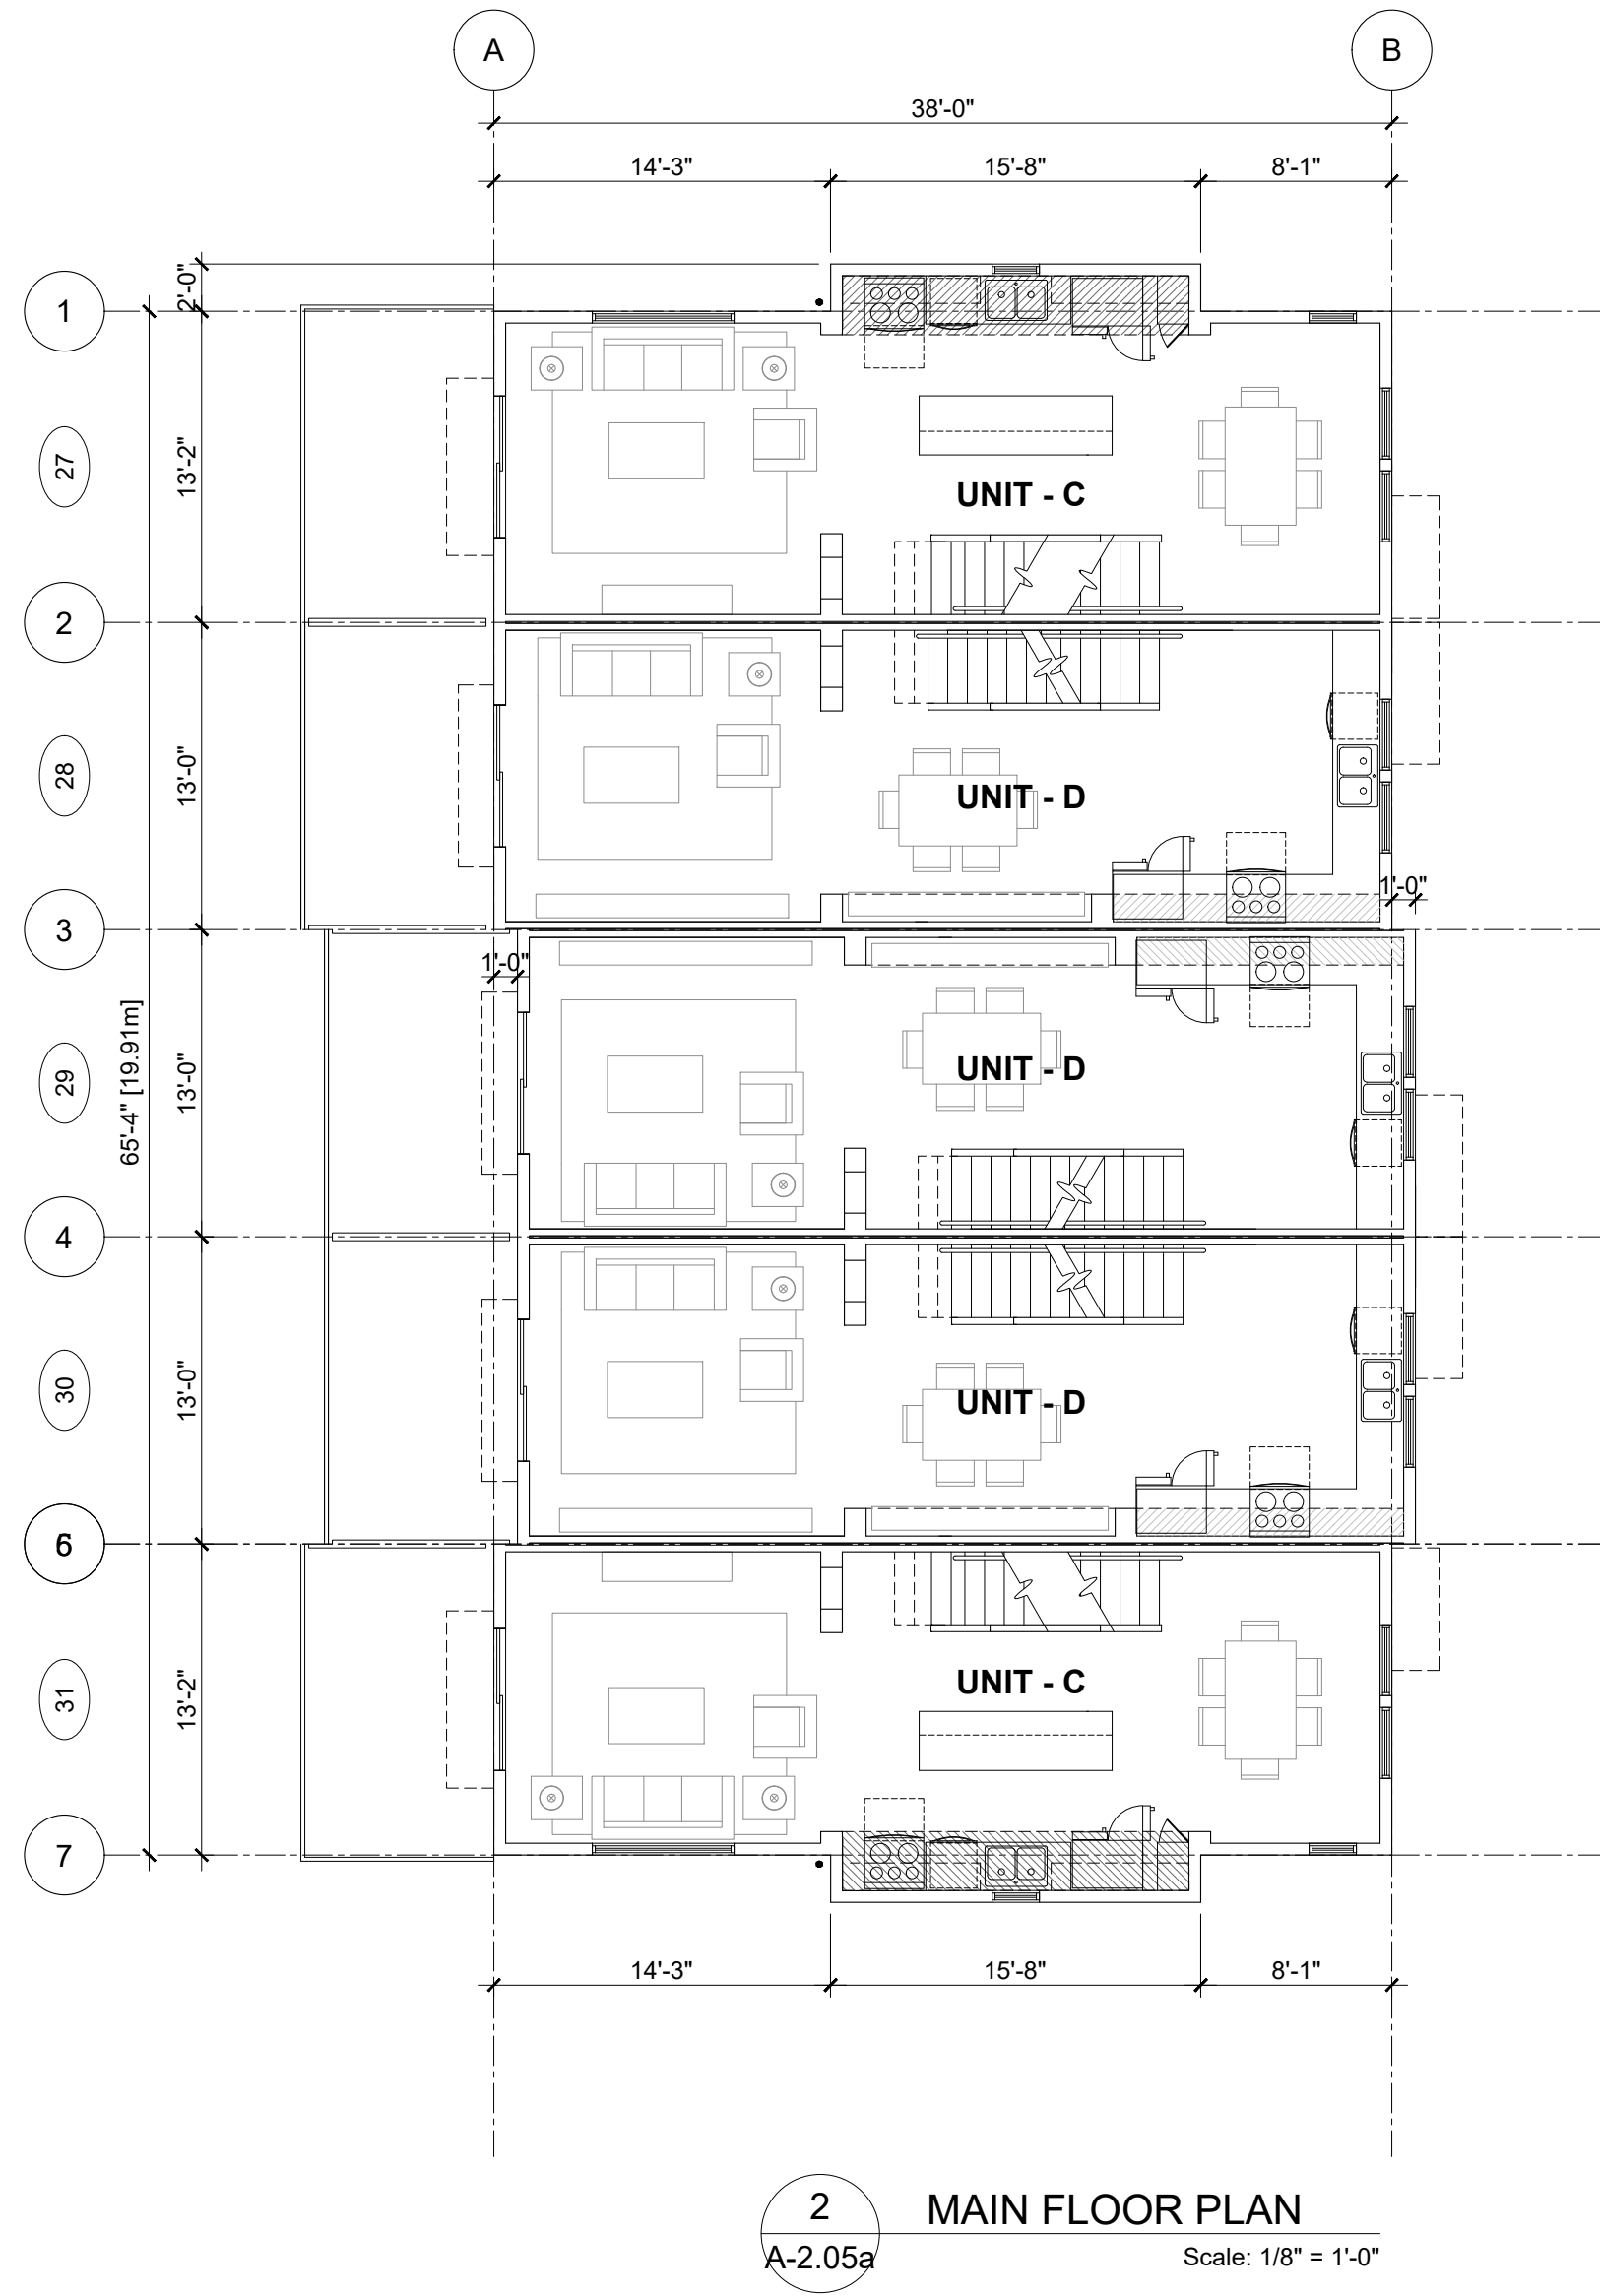 A
B
38'-0"
14'-3"
15'-8"
8'-1"
2'-0"
1
27
13'-2"
UNIT - C
2
28
13'-0"
UNIT - D
1'-0"
3
1'-0"
65'-4" [19.91m]
29
13'-0"
UNIT - D
4
30
13'-0"
UNIT - D
6
31
13'-2"
UNIT - C
7
14'-3"
15'-8"
8'-1"
2
MAIN FLOOR PLAN
A-2.05a
Scale: 1/8" = 1'-0"